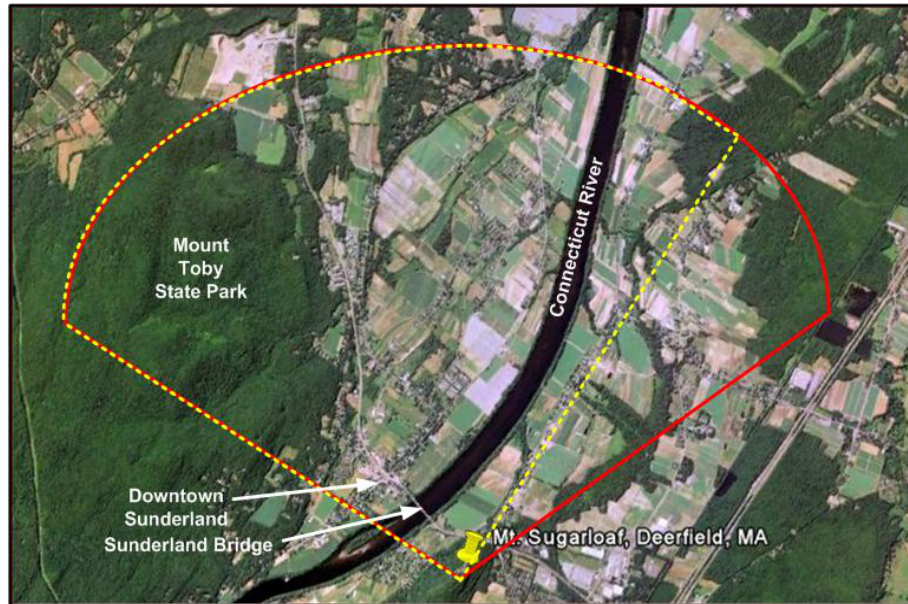 Mount
Toby
State Park
Connecticut River
Downtown
Sunderland
Sunderland Bridge
Mt. Sugarloaf, Deerfield, MA